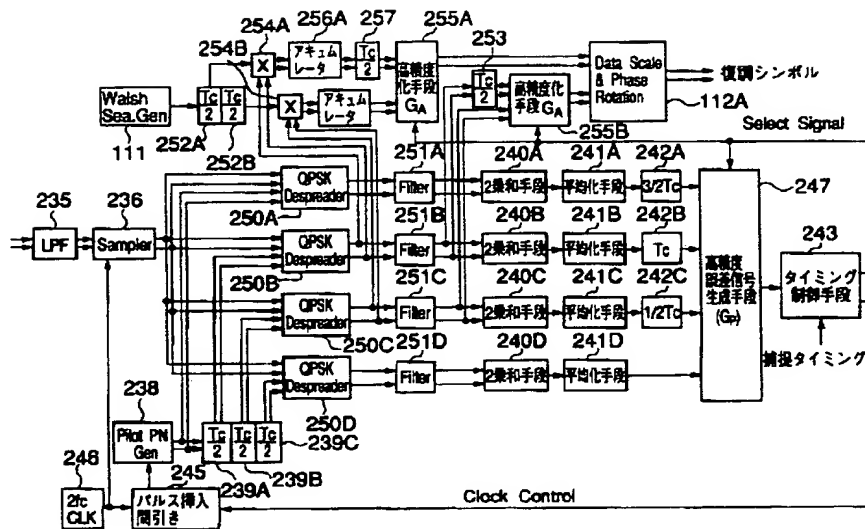 254A
256A
257
255A
254B
アキュム
レータ
Tc
2
253
X
高精度
化手段
GA
Tc
2
高精度化
手段 GA
Data Scale
& Phase
Rotation
復調シンボル
Walsh
Sea.Gen
Tc
2
Tc
2
X
アキュム
レータ
112A
255B
Select Signal
111
252A
252B
251A
240A
241A
242A
247
QPSK
Despreader
Filter
2乗和手段
平均化手段
3/2Tc
235
236
250A
251B
240B
241B
242B
243
LPF
Sampler
QPSK
Despreader
Filter
2乗和手段
平均化手段
Tc
高精度
誤差信号
生成手段
(GP)
タイミング
制御手段
250B
251C
240C
241C
242C
QPSK
Despreader
Filter
2乗和手段
平均化手段
1/2Tc
250C
251D
240D
241D
捕捉タイミング
QPSK
Despreader
Filter
2乗和手段
平均化手段
238
250D
Pilot PN
Gen
Tc
2
Tc
2
Tc
2
239C
246
245
239A
239B
2fc
CLK
パルス挿入
間引き
Clock Control